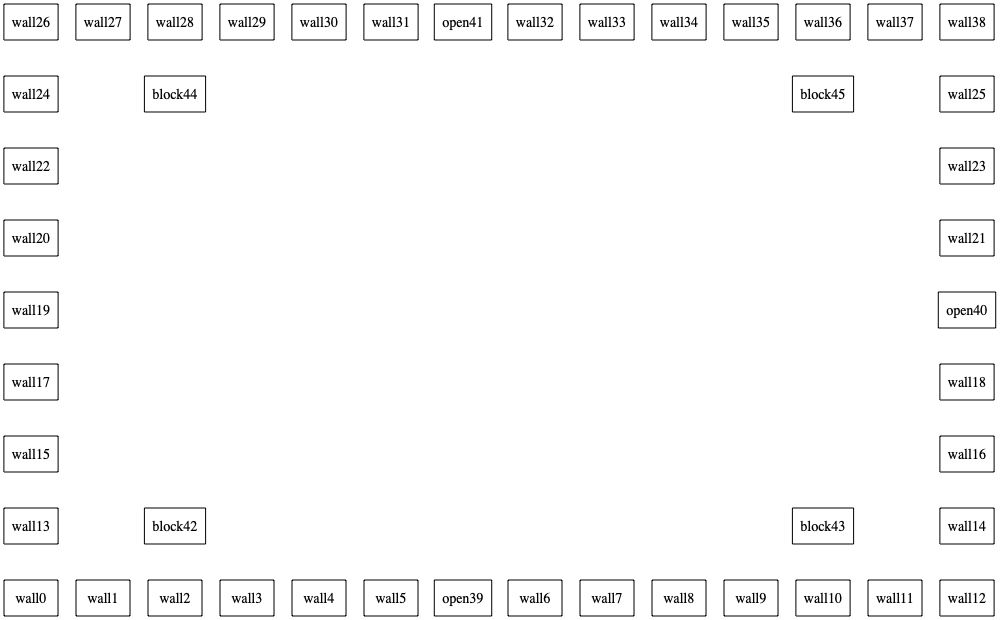 wall26 wall27 wall28 wall29 wall30 wall31 open41 wall32 wall33 wall34 wall35 wall36 wall37 wall38
wall24 block44 block45 wall25
wall22 wall23
wall20 wall21
wall19 open40
wall17 wall18
wall15 wall16
wall13 block42 block43 wall14
wall0 wall1 wall2 wall3 wall4 wall5 open39 wall6 wall7 wall8 wall9 wall10 wall11 wall12